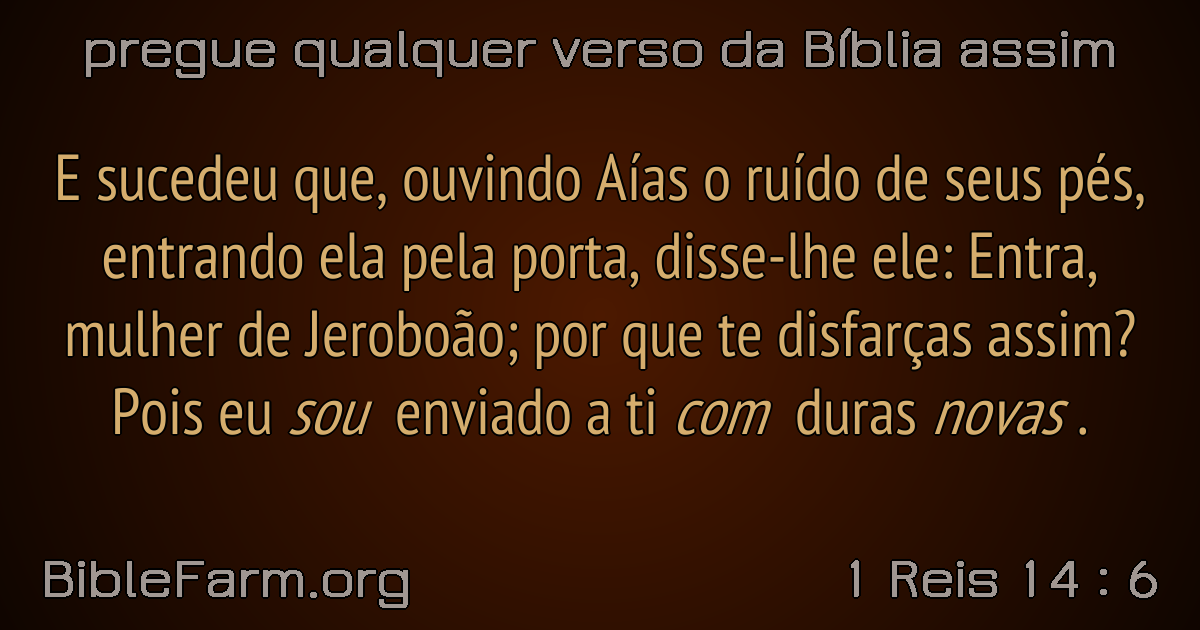 pregue qualquer verso da Bíblia assim
E sucedeu que, ouvindo Aías o ruído de seus pés,
entrando ela pela porta, disse-lhe ele: Entra,
mulher de Jeroboão; por que te disfarças assim?
Pois eu sou enviado a ti com duras novas .
BibleFarm.org
1 Reis 14 : 6